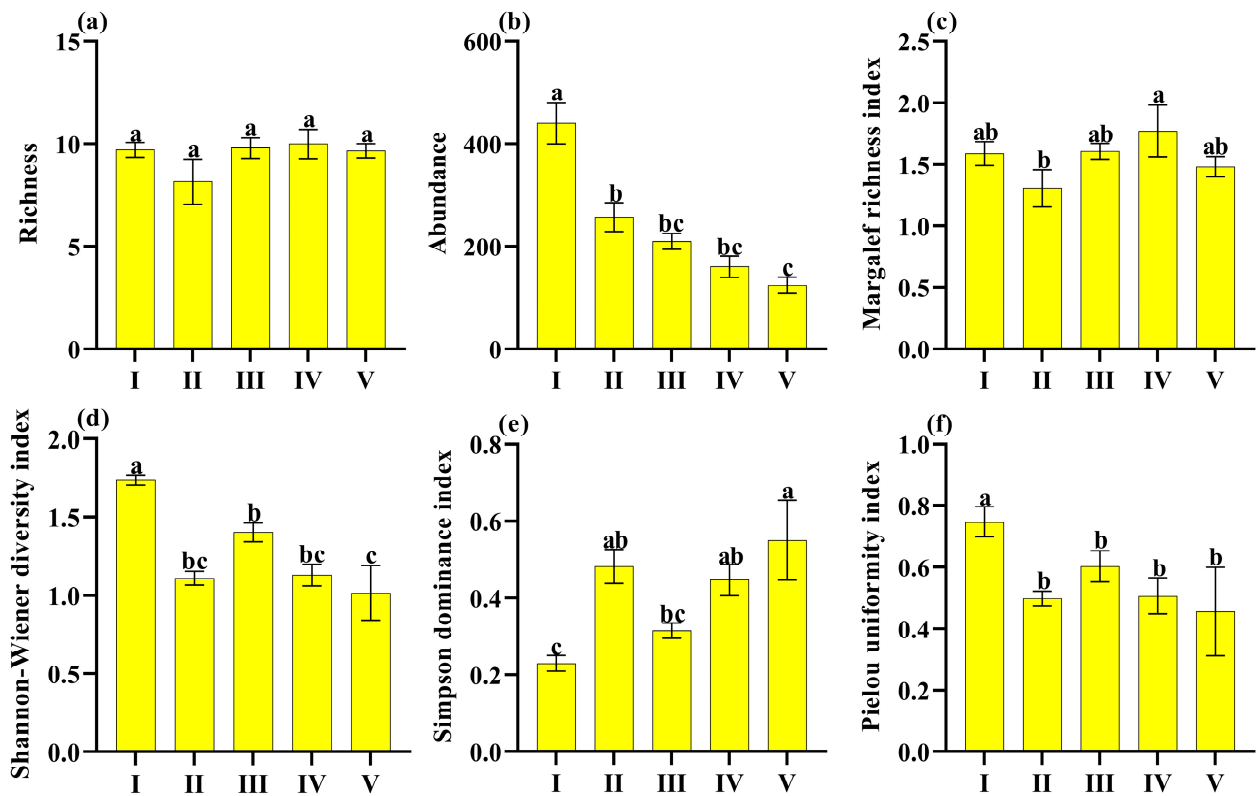 (a)
Richness
15
10
5
0
a
a
a
a
a
I
II
III
IV
V
(b)
Abundance
600
400
200
0
a
b
bc
bc
c
I
II
III
IV
V
(c)
Margalef richness index
2.5
2.0
1.5
1.0
0.5
0.0
ab
b
ab
a
ab
I
II
III
IV
V
(d)
Shannon-Wiener diversity index
2.0
1.5
1.0
0.5
0.0
a
bc
b
bc
c
I
II
III
IV
V
(e)
Simpson dominance index
0.8
0.6
0.4
0.2
0.0
c
ab
bc
ab
a
I
II
III
IV
V
(f)
Pielou uniformity index
1.0
0.8
0.6
0.4
0.2
0.0
a
b
b
b
b
I
II
III
IV
V